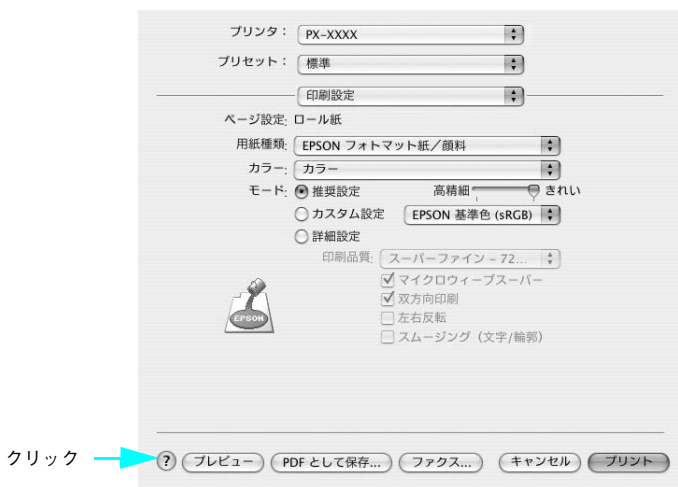 プリンタ： PX-XXXX
プリセット： 標準
印刷設定
ページ設定: ロール紙
用紙種類: EPSON フォトマット紙／顔料
カラー: カラー
モード: 推奨設定 高精細 きれい
カスタム設定 EPSON 基準色 (sRGB)
詳細設定
印刷品質: スーパーファイン – 72...
マイクロウィーブスーパー
双方向印刷
左右反転
スムージング（文字/輪郭）
EPSON
クリック ? プレビュー PDF として保存... ファクス... キャンセル プリント